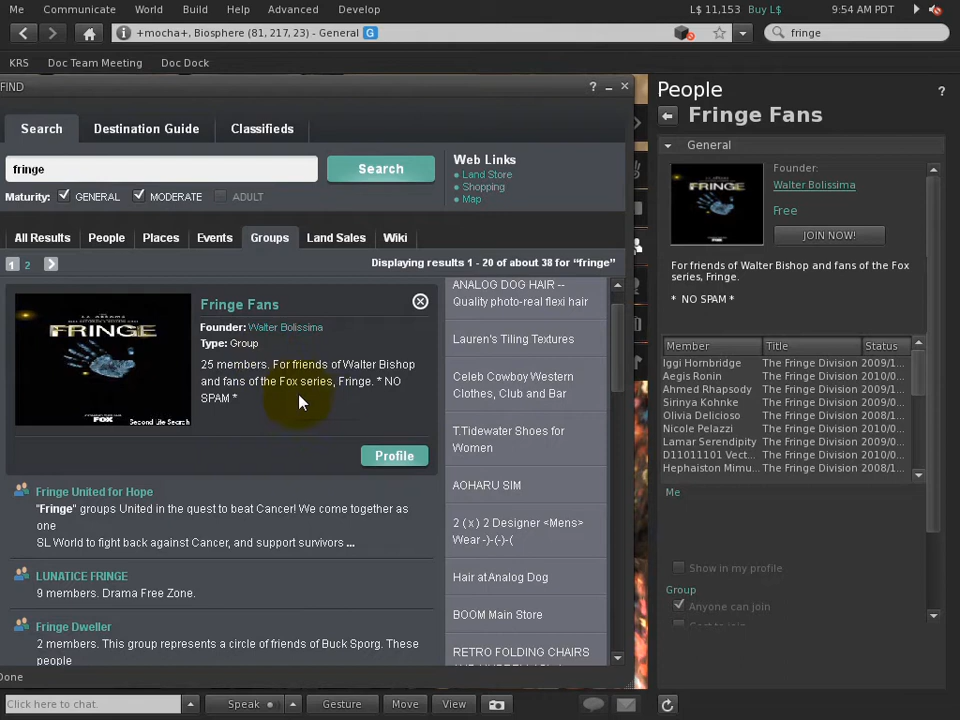 Me Communicate World Build Help Advanced Develop L$ 11,153 Buy L$ 9:54 AM PDT
+mocha+, Biosphere (81, 217, 23) - General G fringe
KRS Doc Team Meeting Doc Dock
FIND ?
Search Destination Guide Classifieds
fringe Search
Maturity: GENERAL MODERATE ADULT
Web Links
Land Store
Shopping
Map
All Results People Places Events Groups Land Sales Wiki
1 2 Displaying results 1 - 20 of about 38 for "fringe"
FRINGE
FOX
Second Life Search
Fringe Fans
Founder: Walter Bolissima
Type: Group
25 members. For friends of Walter Bishop
and fans of the Fox series, Fringe. * NO
SPAM *
Profile
Fringe United for Hope
"Fringe" groups United in the quest to beat Cancer! We come together as
one
SL World to fight back against Cancer, and support survivors ...
LUNATICE FRINGE
9 members. Drama Free Zone.
Fringe Dweller
2 members. This group represents a circle of friends of Buck Sporg. These
people
ANALOG DOG HAIR --
Quality photo-real flexi hair
Lauren's Tiling Textures
Celeb Cowboy Western
Clothes, Club and Bar
T.Tidewater Shoes for
Women
AOHARU SIM
2 ( x ) 2 Designer <Mens>
Wear -)-(-)-(
Hair at Analog Dog
BOOM Main Store
RETRO FOLDING CHAIRS
Done
People ?
Fringe Fans
General
FRINGE
Founder:
Walter Bolissima
Free
JOIN NOW!
For friends of Walter Bishop and fans of the Fox
series, Fringe.
* NO SPAM *
Member Title Status
Iggi Hornbridge The Fringe Division 2009/1...
Aegis Ronin The Fringe Division 2010/0...
Ahmed Rhapsody The Fringe Division 2009/1...
Sirinya Kohnke The Fringe Division 2009/0...
Olivia Delicioso The Fringe Division 2008/1...
Nicole Pelazzi The Fringe Division 2010/0...
Lamar Serendipity The Fringe Division 2009/0...
D11011101 Vect... The Fringe Division 2010/0...
Hephaiston Mimu... The Fringe Division 2008/1...
Me
Show in my profile
Group
Anyone can join
Click here to chat. Speak Gesture Move View